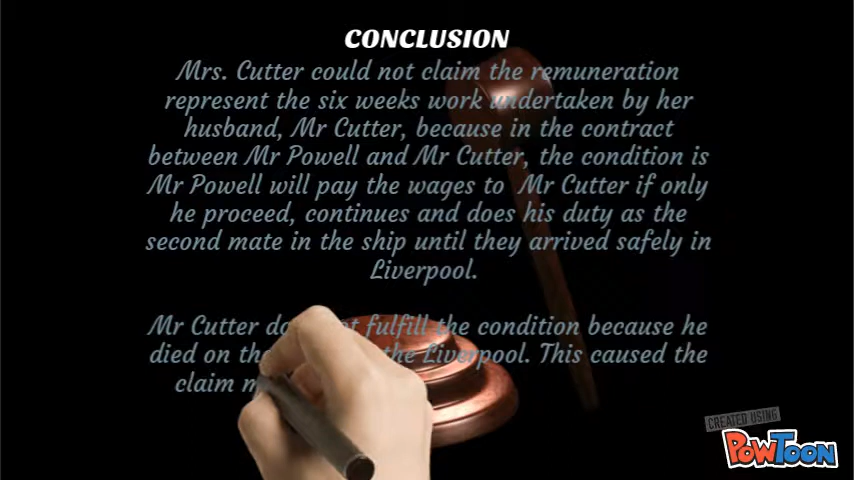 CONCLUSION
Mrs. Cutter could not claim the remuneration
represent the six weeks work undertaken by her
husband, Mr Cutter, because in the contract
between Mr Powell and Mr Cutter, the condition is
Mr Powell will pay the wages to Mr Cutter if only
he proceed, continues and does his duty as the
second mate in the ship until they arrived safely in
Liverpool.
Mr Cutter fulfill the condition because he
died on the Liverpool. This caused the
claim
CREATED USING
POWTOON